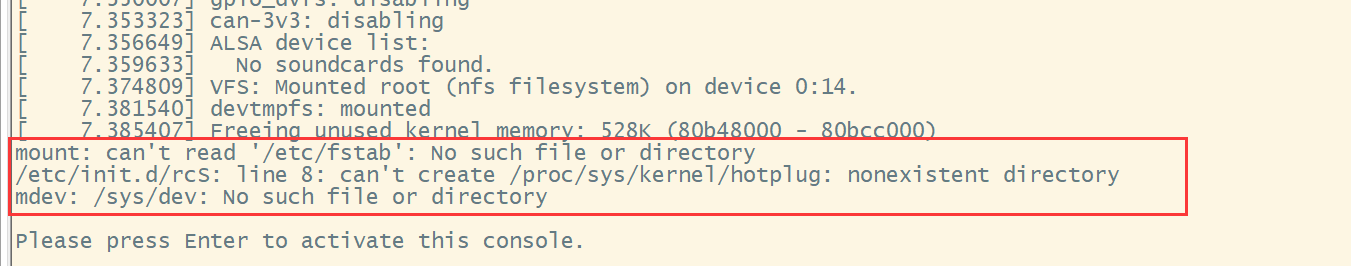 [    7.350007] gpio_dvfs: disabling
[    7.353323] can-3v3: disabling
[    7.356649] ALSA device list:
[    7.359633]   No soundcards found.
[    7.374809] VFS: Mounted root (nfs filesystem) on device 0:14.
[    7.381540] devtmpfs: mounted
[    7.385407] Freeing unused kernel memory: 528K (80b48000 - 80bcc000)
mount: can't read '/etc/fstab': No such file or directory
/etc/init.d/rcS: line 8: can't create /proc/sys/kernel/hotplug: nonexistent directory
mdev: /sys/dev: No such file or directory
Please press Enter to activate this console.